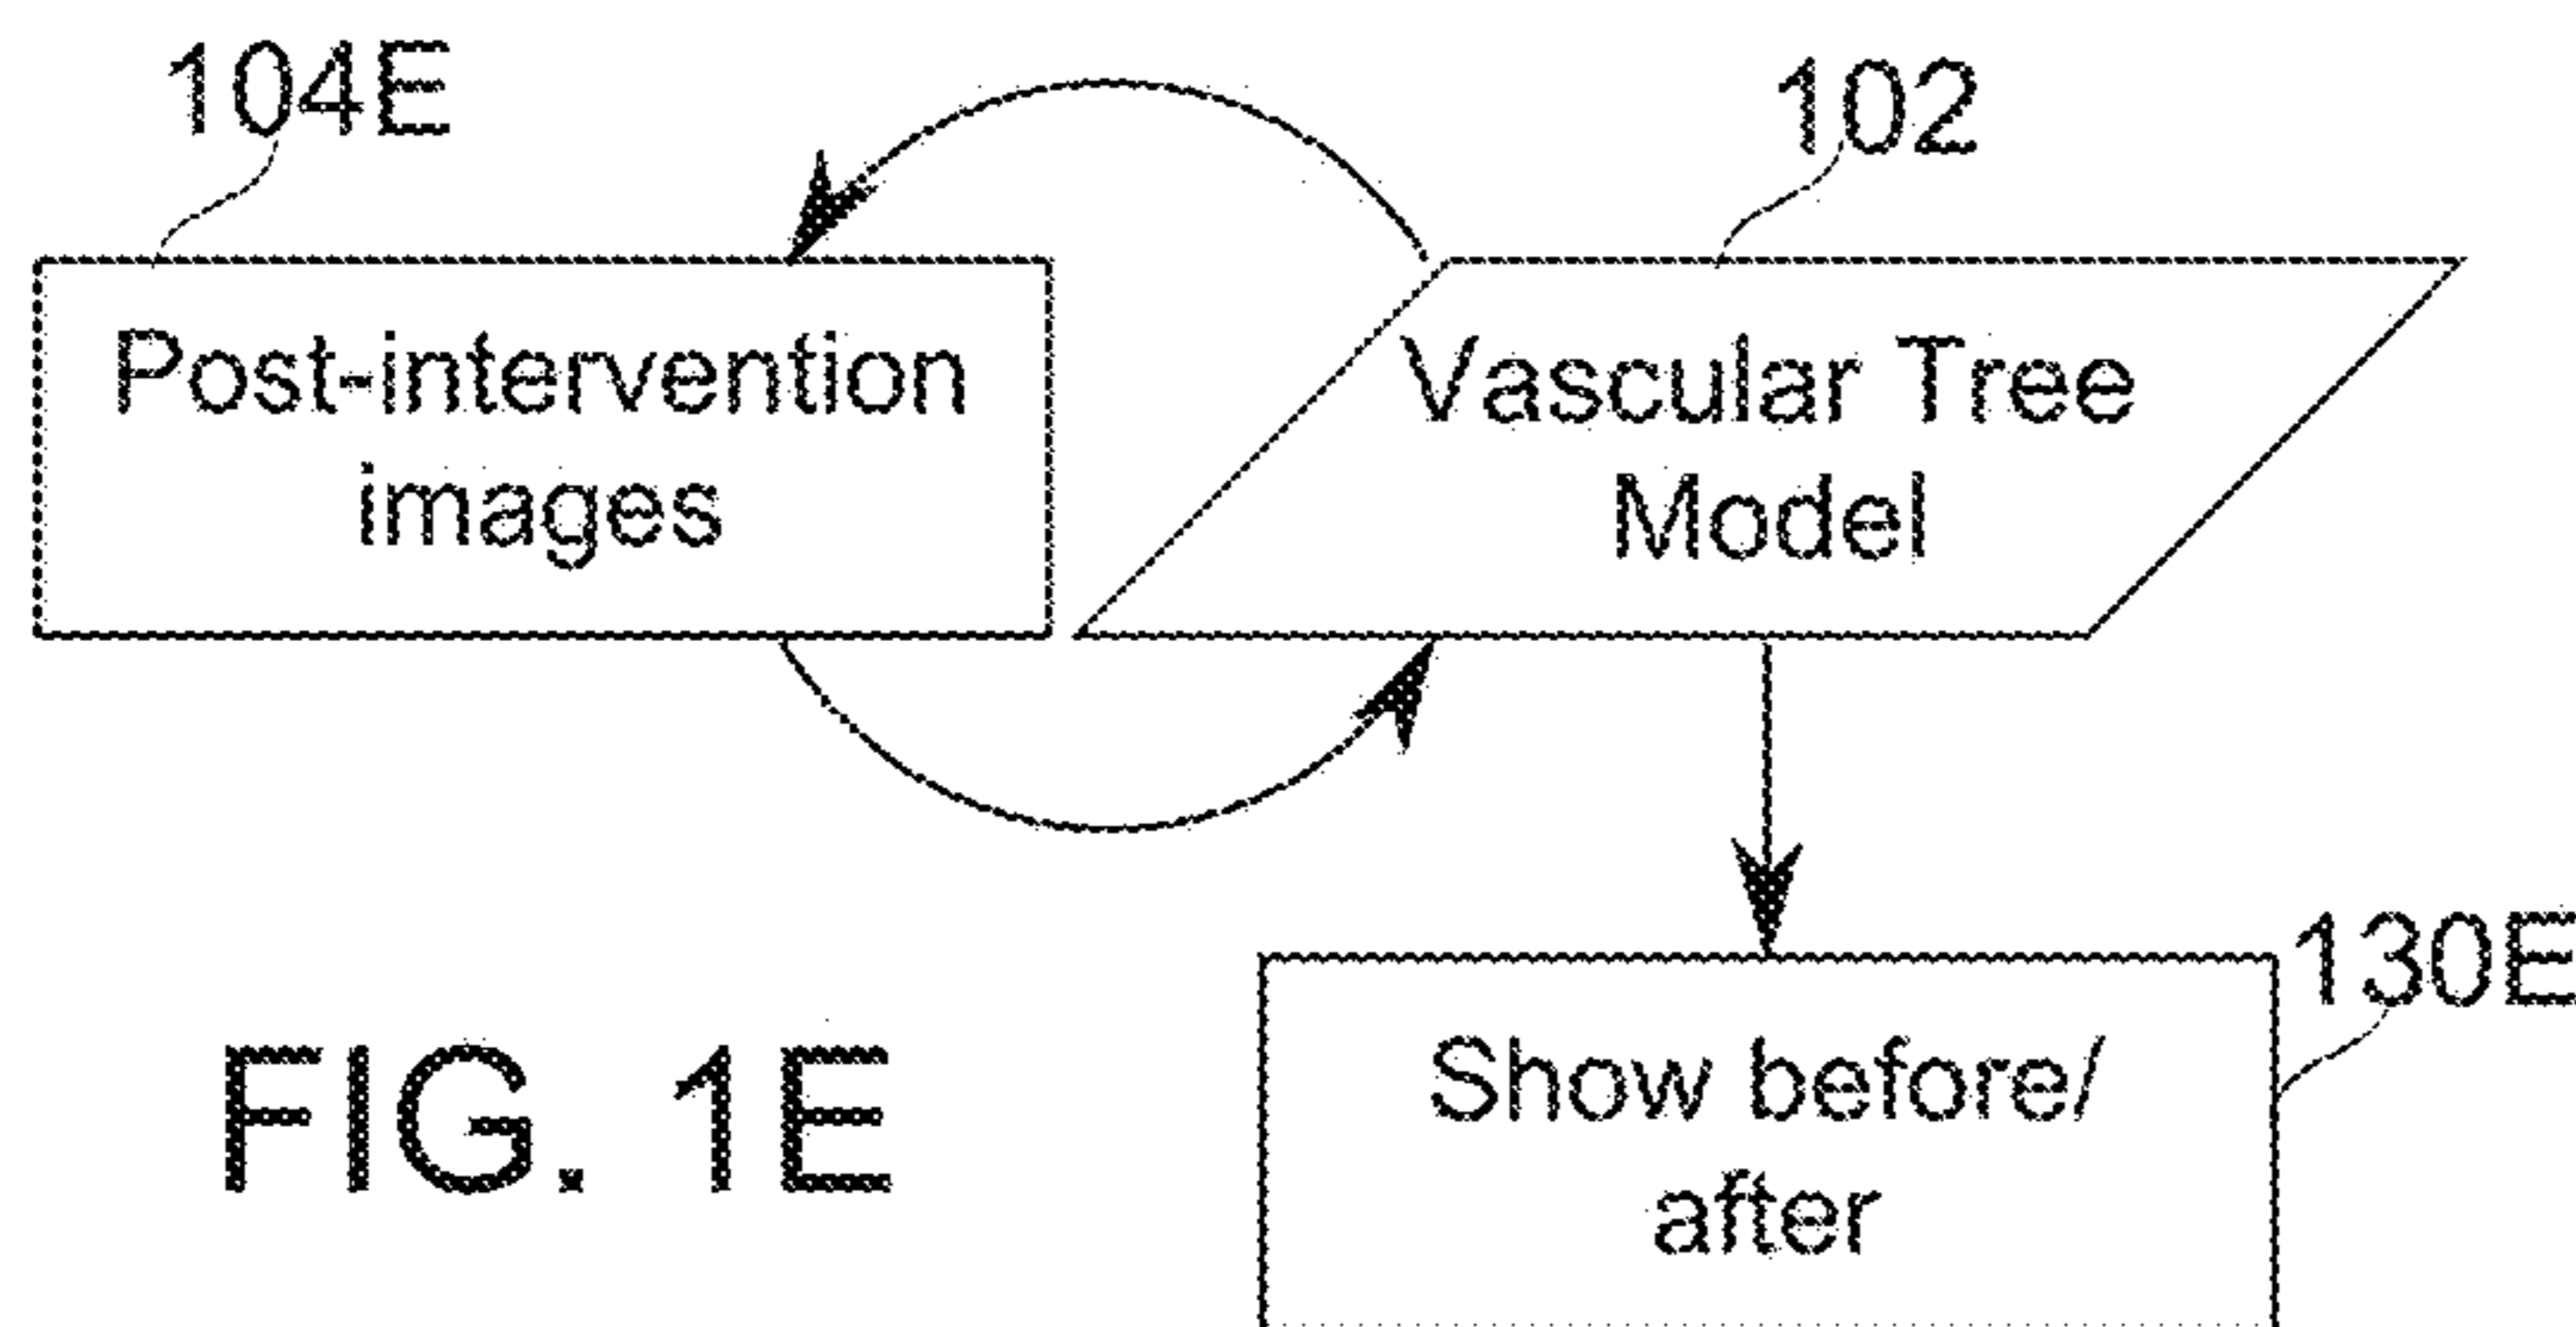 104E
102
Post-intervention
images
Vascular Tree
Model
130E
Show before/
after
FIG. 1E